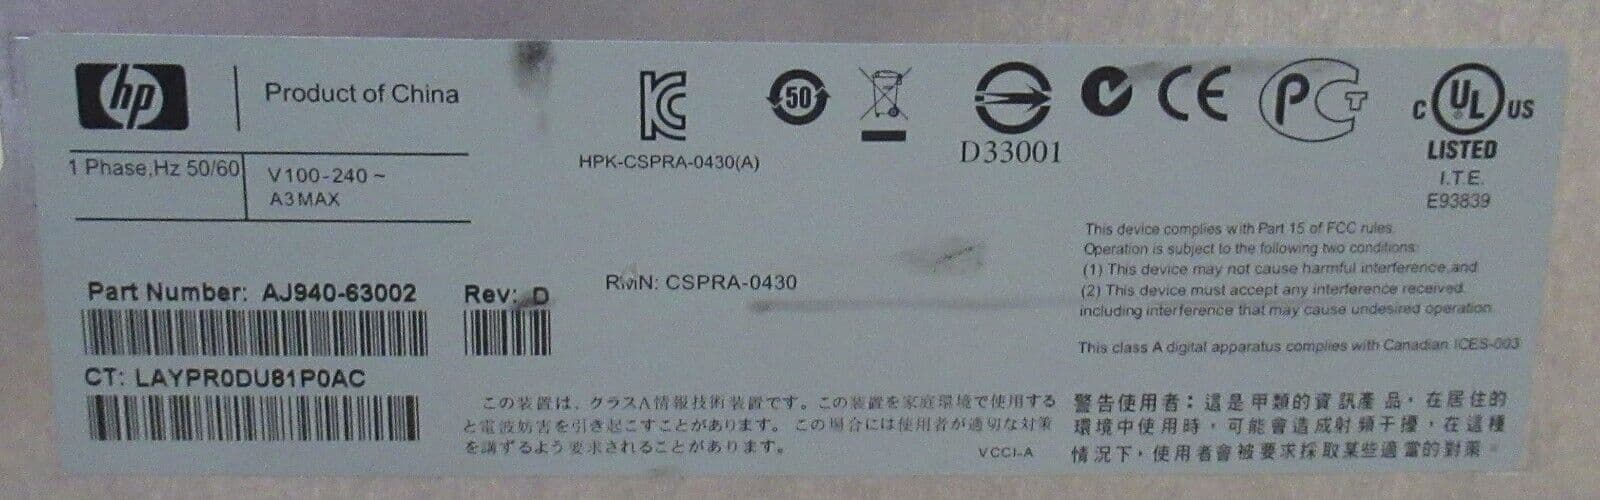 hp
Product of China
1 Phase,Hz 50/60
V100-240~
A3MAX
HPK-CSPRA-0430(A)
50
D33001
CE
PCT
C UL US
®
LISTED
I.T.E.
E93839
This device complies with Part 15 of FCC rules.
Operation is subject to the following two conditions:
(1) This device may not cause harmful interference,and
(2) This device must accept any interference received,
including interference that may cause undesired operation.
This class A digital apparatus complies with Canadian ICES-003
Part Number: AJ940-63002
Rev: D
RMN: CSPRA-0430
CT: LAYPR0DU81P0AC
この装置は、クラスA情報技術装置です。この装置を家庭環境で使用する
と電波妨害を引き起こすことがあります。この場合には使用者が適切な対策
を講ずるよう要求されることがあります。
VCCI-A
警告使用者：這是甲類的資訊產品，在居住的
環境中使用時，可能會造成射頻干擾，在這種
情況下，使用者會被要求採取某些適當的對策。